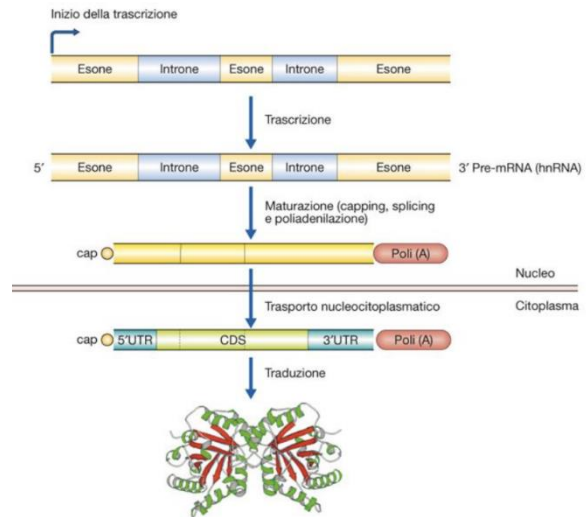 Inizio della trascrizione
Esone Introne Esone Introne Esone
Trascrizione
5′ Esone Introne Esone Introne Esone 3′ Pre-mRNA (hnRNA)
Maturazione (capping, splicing
e poliadenilazione)
cap Poli (A)
Nucleo
Trasporto nucleocitoplasmatico Citoplasma
cap 5′UTR CDS 3′UTR Poli (A)
Traduzione